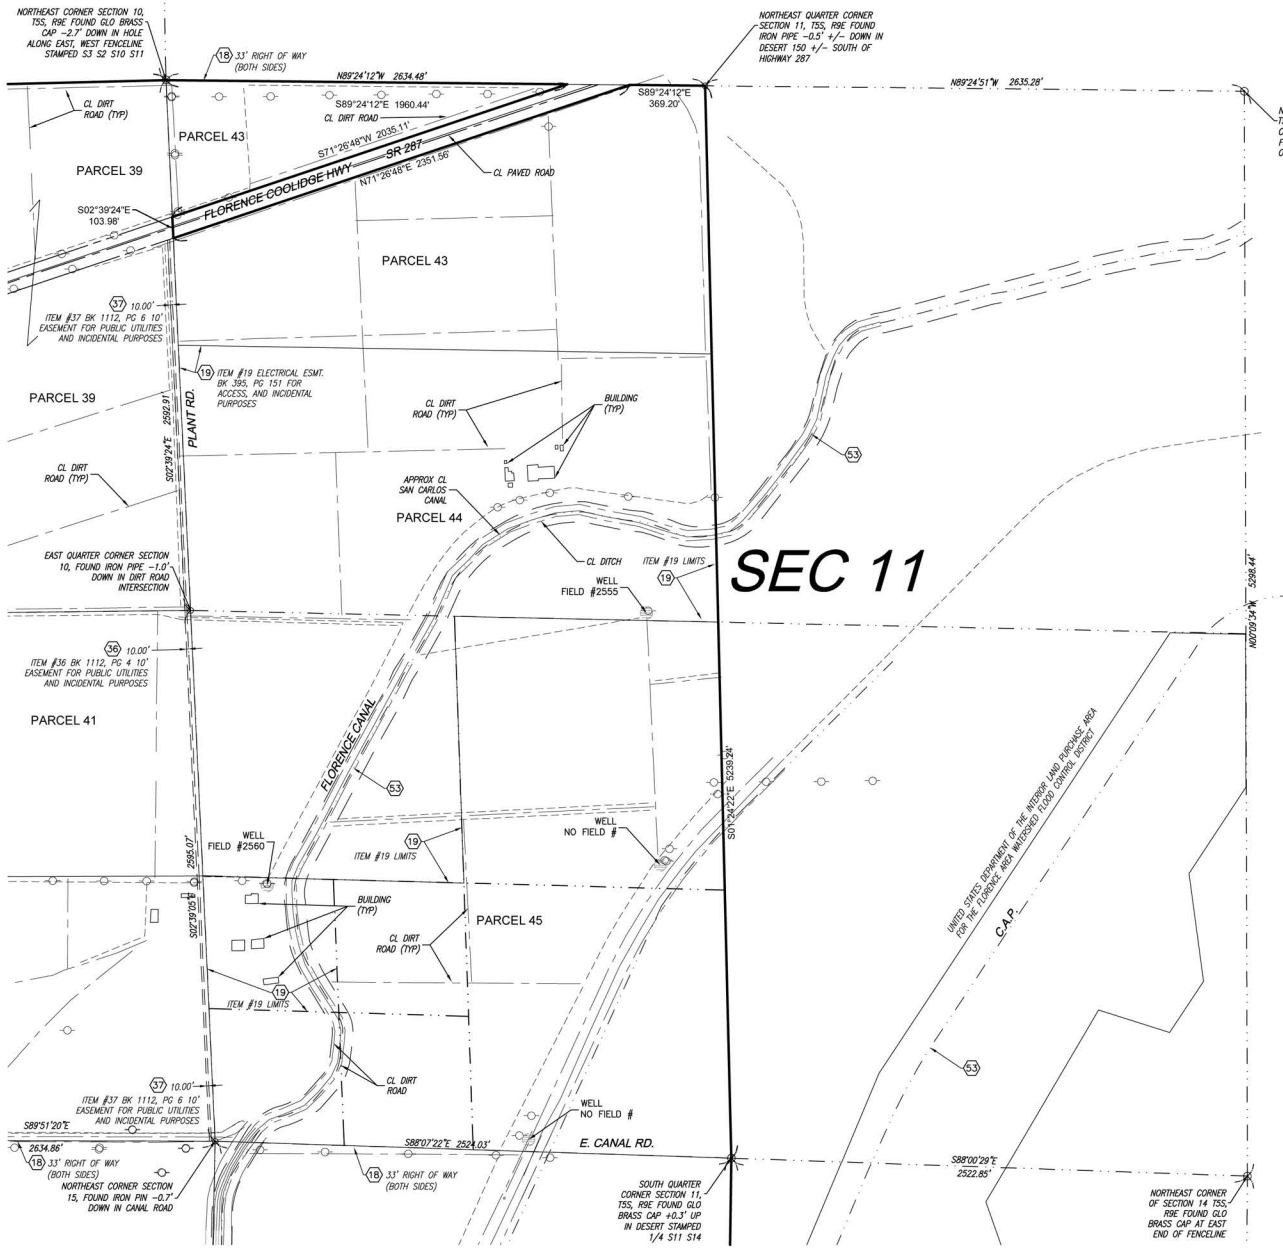 NORTHEAST CORNER SECTION 10,
T5S, R9E FOUND GLO BRASS
CAP -2.7' DOWN IN HOLE
ALONG EAST, WEST FENCELINE
STAMPED S3 S2 S10 S11
18
33' RIGHT OF WAY
(BOTH SIDES)
N89°24'12"W 2634.48'
NORTHEAST QUARTER CORNER
SECTION 11, T5S, R9E FOUND
IRON PIPE -0.5' +/- DOWN IN
DESERT 150 +/- SOUTH OF
HIGHWAY 287
N89°24'51"W 2635.28'
CL DIRT
ROAD (TYP)
S89°24'12"E 1960.44'
CL DIRT ROAD
S89°24'12"E
369.20'
PARCEL 43
PARCEL 39
S71°26'48"W 2035.11'
FLORENCE COOLIDGE HWY SR 287
N71°26'48"E 2351.56'
CL PAVED ROAD
S02°39'24"E
103.98'
PARCEL 43
37
10.00'
ITEM #37 BK 1112, PG 6 10'
EASEMENT FOR PUBLIC UTILITIES
AND INCIDENTAL PURPOSES
19
ITEM #19 ELECTRICAL ESMT.
BK 395, PG 151 FOR
ACCESS, AND INCIDENTAL
PURPOSES
PARCEL 39
S02°39'24"E 2592.91'
PLANT RD.
CL DIRT
ROAD (TYP)
BUILDING
(TYP)
CL DIRT
ROAD (TYP)
53
APPROX CL
SAN CARLOS
CANAL
PARCEL 44
CL DITCH
EAST QUARTER CORNER SECTION
10, FOUND IRON PIPE -1.0'
DOWN IN DIRT ROAD
INTERSECTION
ITEM #19 LIMITS
19
SEC 11
WELL
FIELD #2555
N00°09'34"W 5298.44'
36
10.00'
ITEM #36 BK 1112, PG 4 10'
EASEMENT FOR PUBLIC UTILITIES
AND INCIDENTAL PURPOSES
PARCEL 41
FLORENCE CANAL
53
S01°24'22"E 5239.24'
UNITED STATES DEPARTMENT OF THE INTERIOR LAND PURCHASE AREA
FOR THE FLORENCE AREA WATERSHED FLOOD CONTROL DISTRICT
C.A.P.
2595.07'
S02°39'05"E
WELL
FIELD #2560
19
ITEM #19 LIMITS
WELL
NO FIELD #
BUILDING
(TYP)
PARCEL 45
CL DIRT
ROAD (TYP)
19
ITEM #19 LIMITS
53
37
10.00'
ITEM #37 BK 1112, PG 6 10'
EASEMENT FOR PUBLIC UTILITIES
AND INCIDENTAL PURPOSES
CL DIRT
ROAD
WELL
NO FIELD #
S89°51'20"E
2634.86'
18
33' RIGHT OF WAY
(BOTH SIDES)
S88°07'22"E 2524.03'
E. CANAL RD.
18
33' RIGHT OF WAY
(BOTH SIDES)
S88°00'29"E
2522.85'
NORTHEAST CORNER SECTION
15, FOUND IRON PIN -0.7'
DOWN IN CANAL ROAD
SOUTH QUARTER
CORNER SECTION 11,
T5S, R9E FOUND GLO
BRASS CAP +0.3' UP
IN DESERT STAMPED
1/4 S11 S14
NORTHEAST CORNER
OF SECTION 14 T5S,
R9E FOUND GLO
BRASS CAP AT EAST
END OF FENCELINE